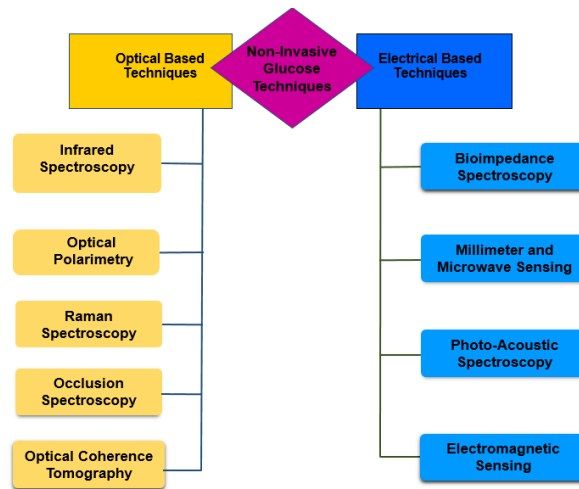 Optical Based
Techniques
Non-Invasive
Glucose
Techniques
Electrical Based
Techniques
Infrared
Spectroscopy
Optical
Polarimetry
Raman
Spectroscopy
Occlusion
Spectroscopy
Optical Coherence
Tomography
Bioimpedance
Spectroscopy
Millimeter and
Microwave Sensing
Photo-Acoustic
Spectroscopy
Electromagnetic
Sensing